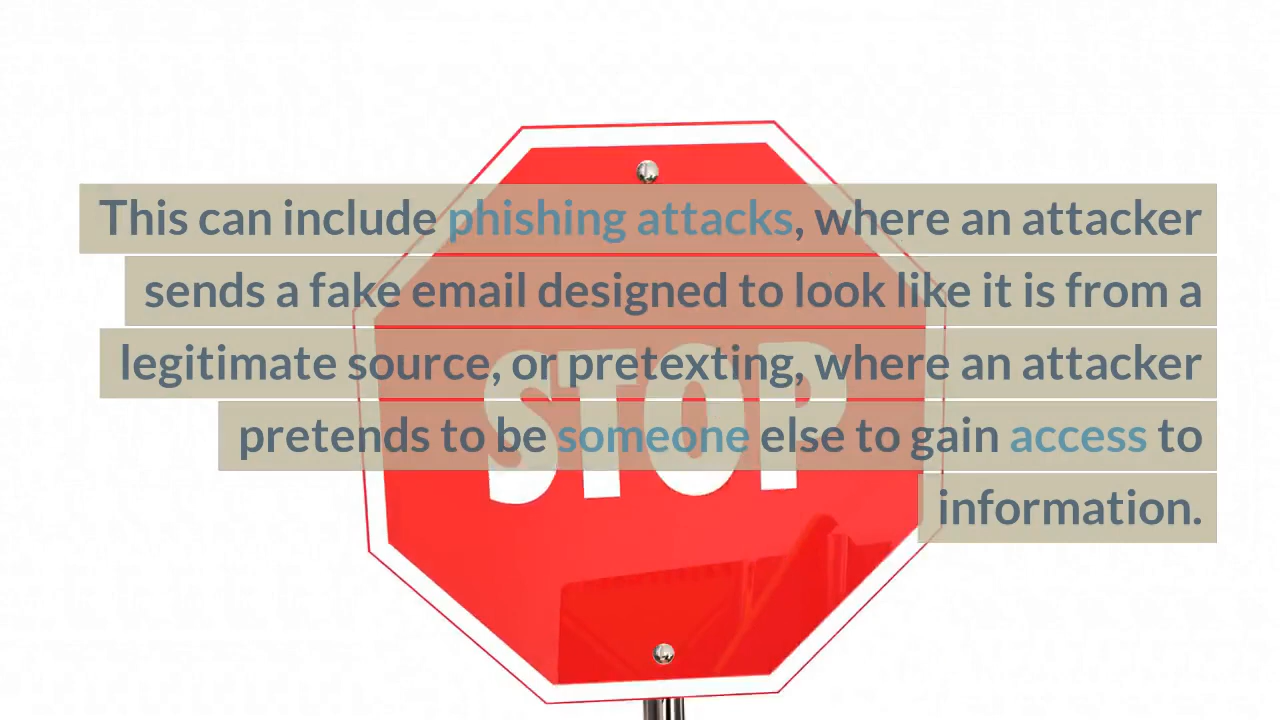 This can include phishing attacks, where an attacker
sends a fake email designed to look like it is from a
legitimate source, or pretexting, where an attacker
pretends to be someone else to gain access to
information.
STOP